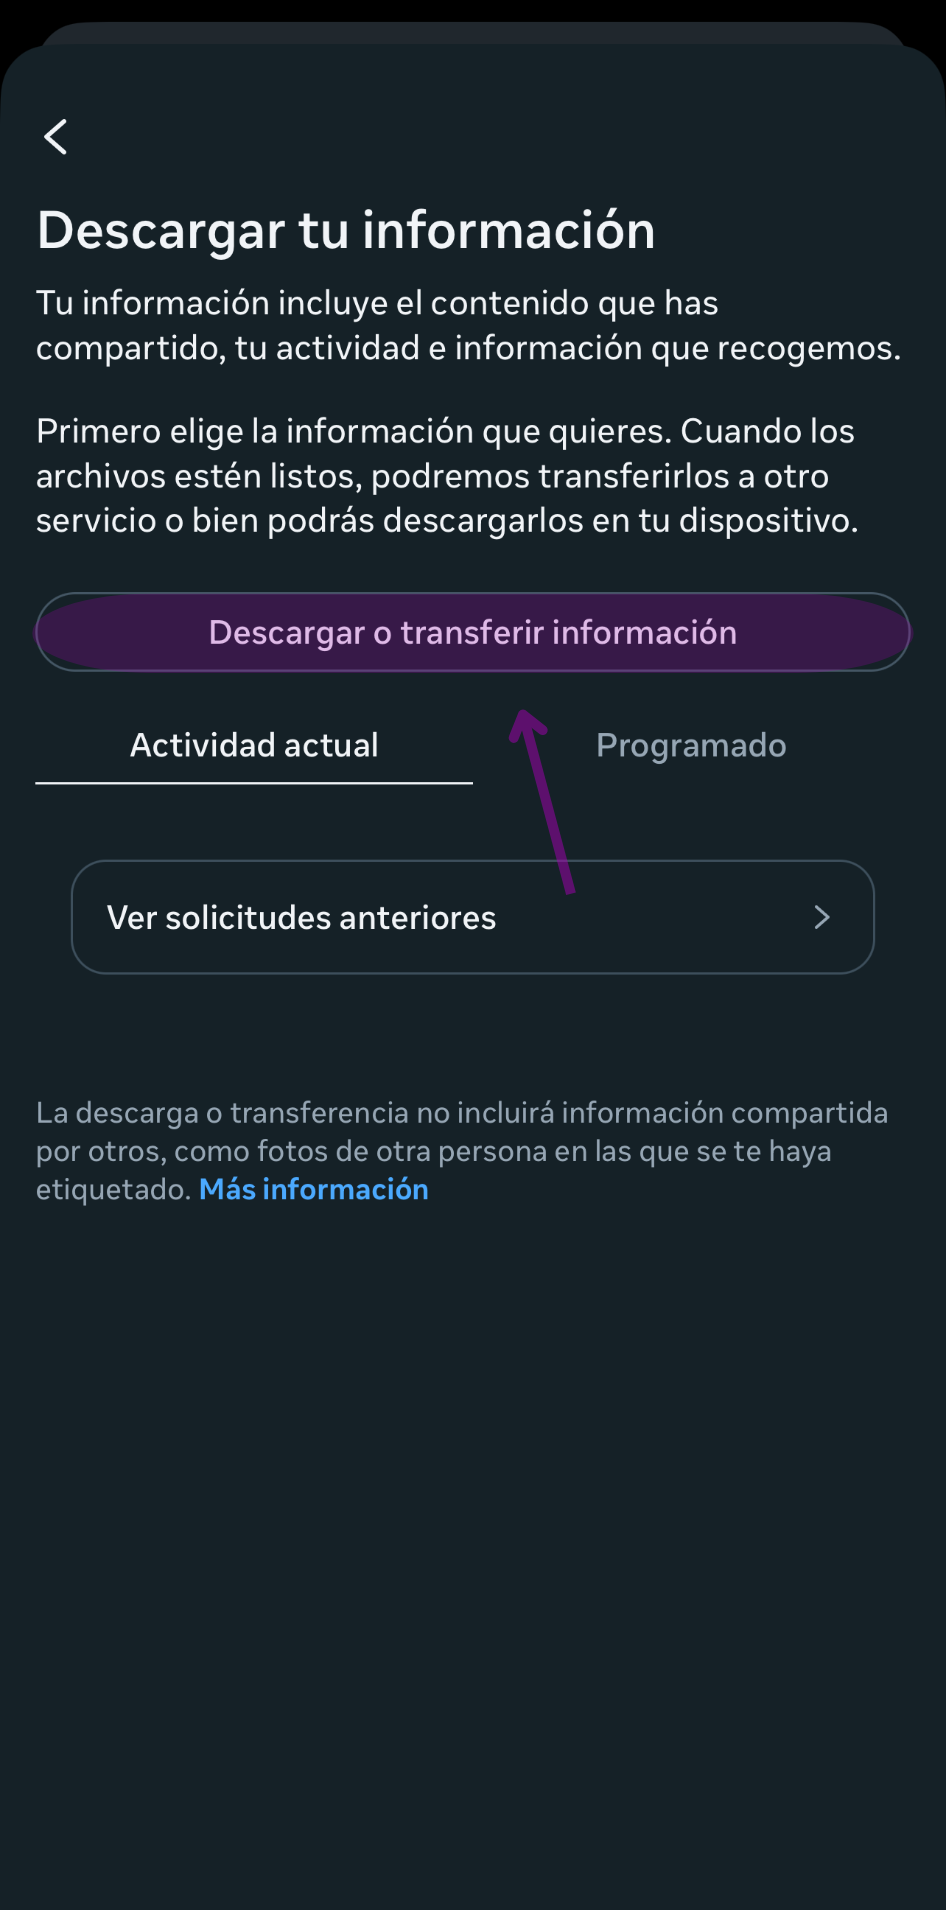 Descargar tu información
Tu información incluye el contenido que has
compartido, tu actividad e información que recogemos.
Primero elige la información que quieres. Cuando los
archivos estén listos, podremos transferirlos a otro
servicio o bien podrás descargarlos en tu dispositivo.
Descargar o transferir información
Actividad actual
Programado
Ver solicitudes anteriores
La descarga o transferencia no incluirá información compartida
por otros, como fotos de otra persona en las que se te haya
etiquetado. Más información